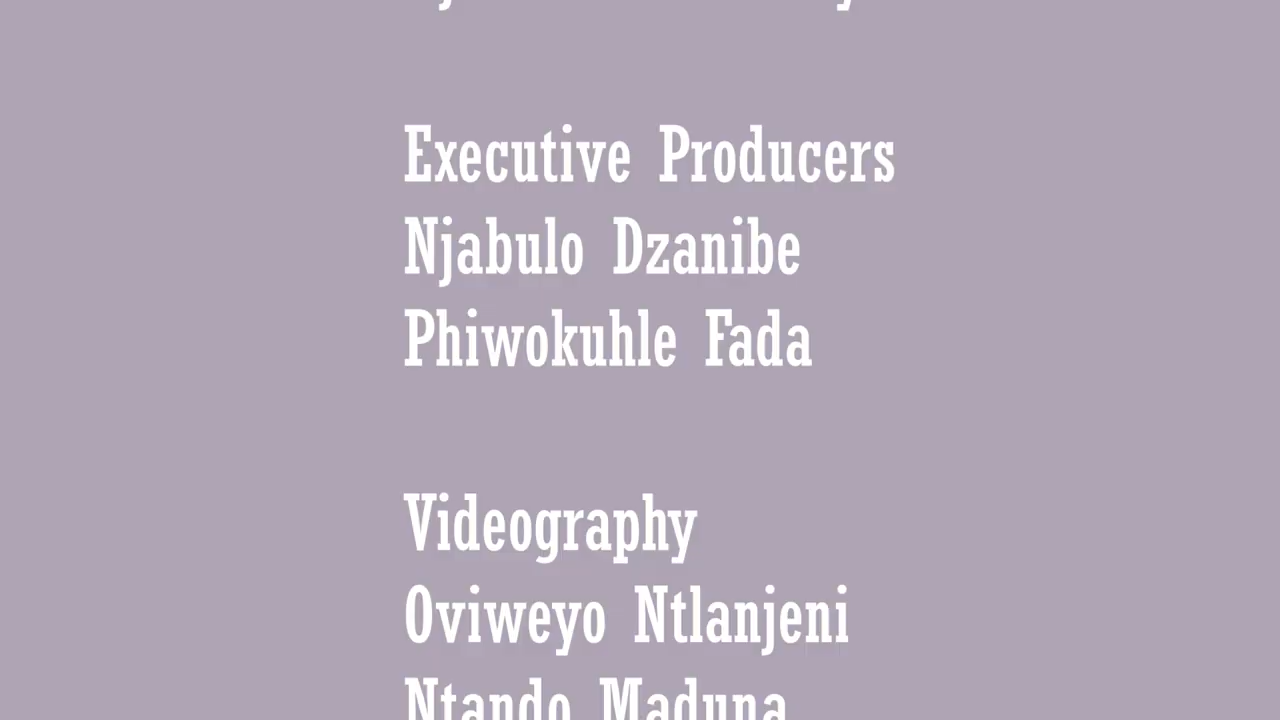 Executive Producers
Njabulo Dzanibe
Phiwokuhle Fada
Videography
Oviweyo Ntlanjeni
Ntando Maduna